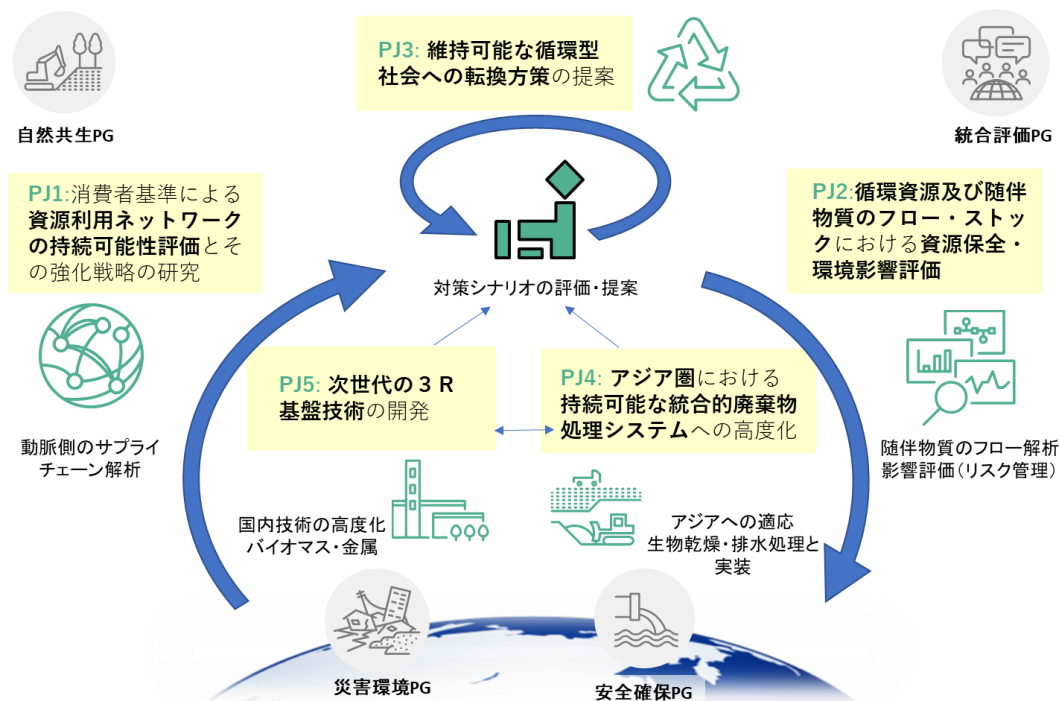 PJ3: 維持可能な循環型
社会への転換方策の提案
自然共生PG
統合評価PG
PJ1:消費者基準による
資源利用ネットワーク
の持続可能性評価とそ
の強化戦略の研究
PJ2:循環資源及び随伴
物質のフロー・ストッ
クにおける資源保全・
環境影響評価
対策シナリオの評価・提案
PJ5: 次世代の３Ｒ
基盤技術の開発
PJ4: アジア圏における
持続可能な統合的廃棄物
処理システムへの高度化
動脈側のサプライ
チェーン解析
随伴物質のフロー解析
影響評価（リスク管理）
国内技術の高度化
バイオマス・金属
アジアへの適応
生物乾燥・排水処理と
実装
災害環境PG
安全確保PG